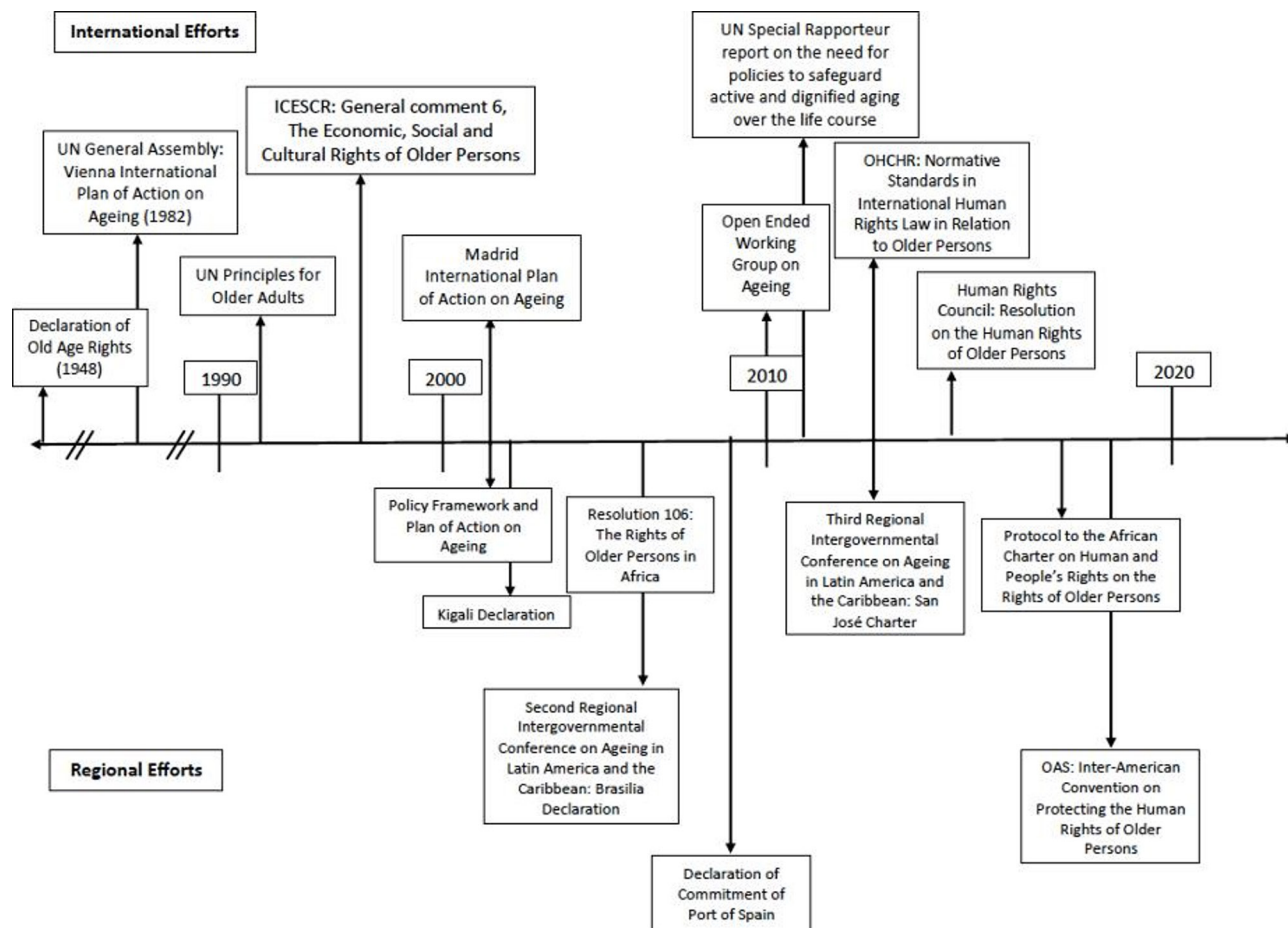 International Efforts
UN Special Rapporteur
report on the need for
policies to safeguard
active and dignified aging
over the life course
ICESCR: General comment 6,
The Economic, Social and
Cultural Rights of Older Persons
UN General Assembly:
Vienna International
Plan of Action on
Ageing (1982)
OHCHR: Normative
Standards in
International Human
Rights Law in Relation
to Older Persons
Open Ended
Working
Group on
Ageing
Madrid
International Plan
of Action on Ageing
UN Principles for
Older Adults
Human Rights
Council: Resolution
on the Human Rights
of Older Persons
Declaration of
Old Age Rights
(1948)
1990
2000
2010
2020
Policy Framework and
Plan of Action on
Ageing
Resolution 106:
The Rights of
Older Persons in
Africa
Third Regional
Intergovernmental
Conference on Ageing
in Latin America and
the Caribbean: San
José Charter
Protocol to the African
Charter on Human and
People's Rights on the
Rights of Older Persons
Kigali Declaration
Second Regional
Intergovernmental
Conference on Ageing in
Latin America and the
Caribbean: Brasilia
Declaration
Regional Efforts
OAS: Inter-American
Convention on
Protecting the Human
Rights of Older
Persons
Declaration of
Commitment of
Port of Spain